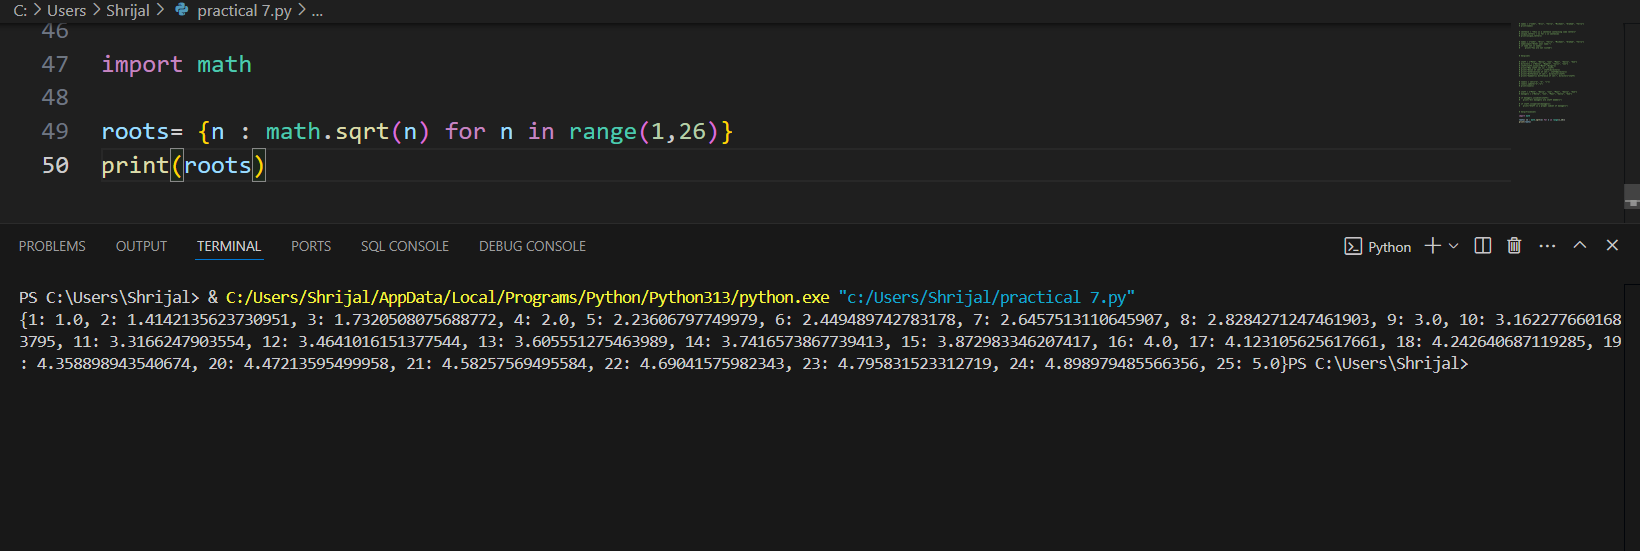 C: > Users > Shrijal > practical 7.py > ...
46
47 import math
48
49 roots= {n : math.sqrt(n) for n in range(1,26)}
50 print(roots)
PROBLEMS OUTPUT TERMINAL PORTS SQL CONSOLE DEBUG CONSOLE Python
PS C:\Users\Shrijal> & C:/Users/Shrijal/AppData/Local/Programs/Python/Python313/python.exe "c:/Users/Shrijal/practical 7.py"
{1: 1.0, 2: 1.4142135623730951, 3: 1.7320508075688772, 4: 2.0, 5: 2.23606797749979, 6: 2.449489742783178, 7: 2.6457513110645907, 8: 2.8284271247461903, 9: 3.0, 10: 3.162277660168
3795, 11: 3.3166247903554, 12: 3.4641016151377544, 13: 3.605551275463989, 14: 3.7416573867739413, 15: 3.872983346207417, 16: 4.0, 17: 4.123105625617661, 18: 4.242640687119285, 19
: 4.358898943540674, 20: 4.47213595499958, 21: 4.58257569495584, 22: 4.69041575982343, 23: 4.795831523312719, 24: 4.898979485566356, 25: 5.0}PS C:\Users\Shrijal>